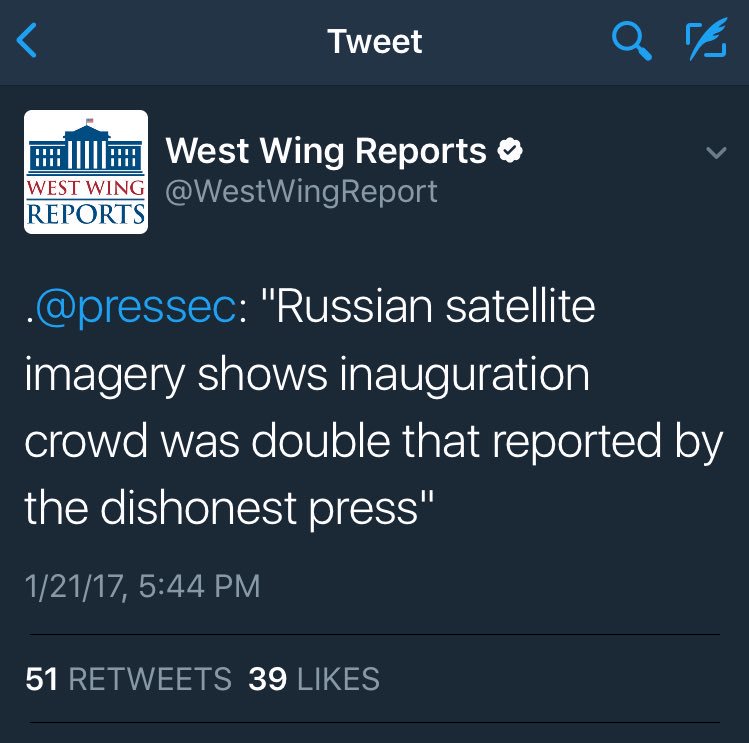 Tweet
West Wing Reports
WEST WING
REPORTS
@WestWingReport
.@pressec: "Russian satellite
imagery shows inauguration
crowd was double that reported by
the dishonest press"
1/21/17, 5:44 PM
51 RETWEETS 39 LIKES